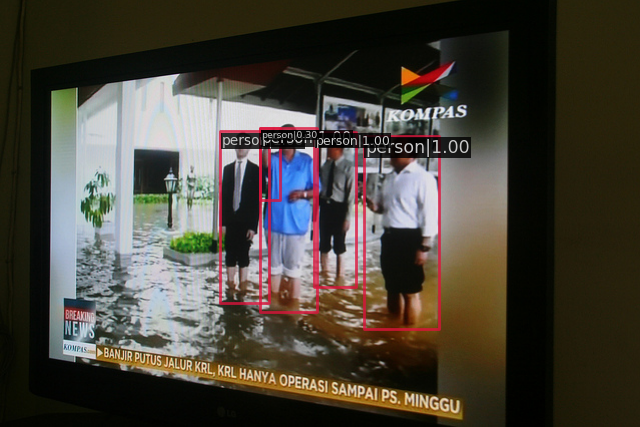 KOMPAS
person|0.30
person|1.00
person|1.00
BREAKING
NEWS
KOMPAS
BANJIR PUTUS JALUR KRL, KRL HANYA OPERASI SAMPAI PS. MINGGU
LG